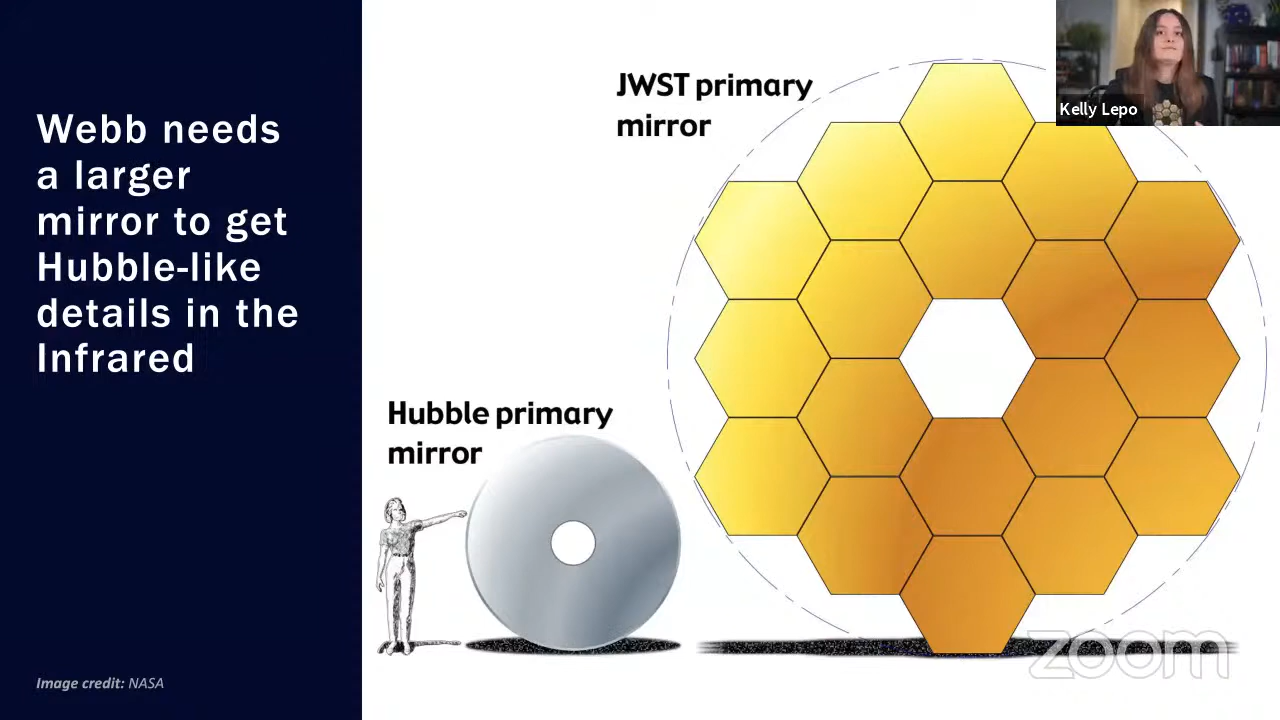 Webb needs
a larger
mirror to get
Hubble-like
details in the
Infrared
Image credit: NASA
Hubble primary
mirror
JWST primary
mirror
Kelly Lepo
zoom